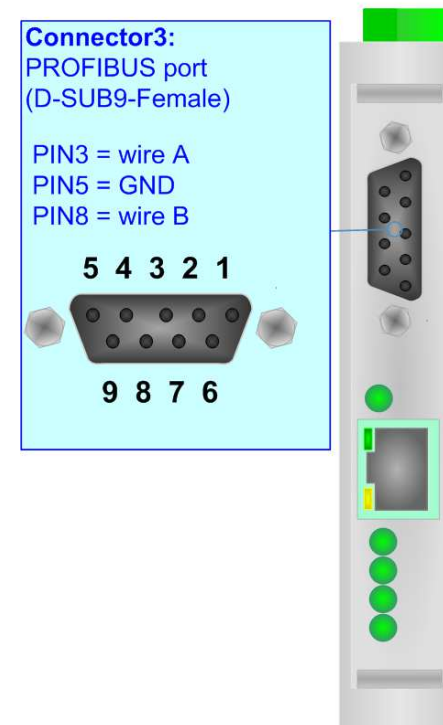 Connector3:
PROFIBUS port
(D-SUB9-Female)
PIN3 = wire A
PIN5 = GND
PIN8 = wire B
5 4 3 2 1
9 8 7 6